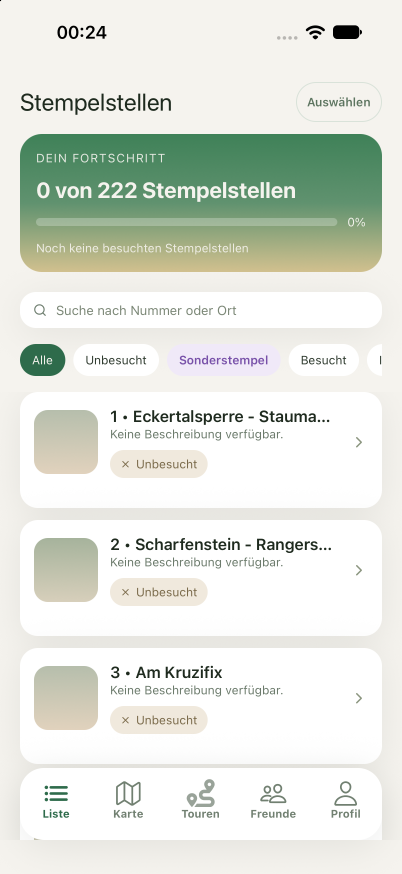 00:24
Stempelstellen
Auswählen
DEIN FORTSCHRITT
0 von 222 Stempelstellen
0%
Noch keine besuchten Stempelstellen
Suche nach Nummer oder Ort
Alle
Unbesucht
Sonderstempel
Besucht
1 • Eckertalsperre - Stauma...
Keine Beschreibung verfügbar.
× Unbesucht
2 • Scharfenstein - Rangers...
Keine Beschreibung verfügbar.
× Unbesucht
3 • Am Kruzifix
Keine Beschreibung verfügbar.
× Unbesucht
Liste
Karte
Touren
Freunde
Profil